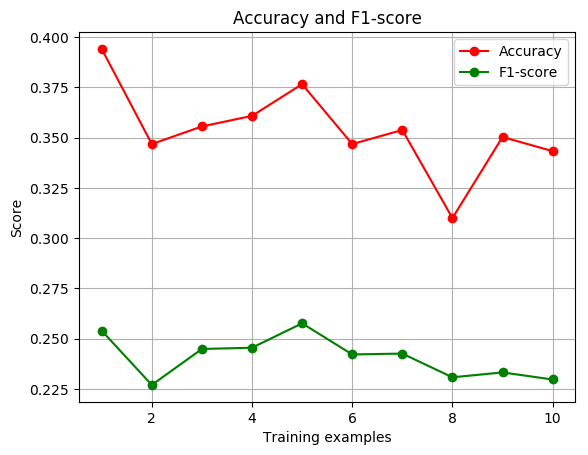 Accuracy and F1-score
0.400
0.375
0.350
0.325
0.300
0.275
0.250
0.225
Score
Accuracy
F1-score
2 4 6 8 10
Training examples